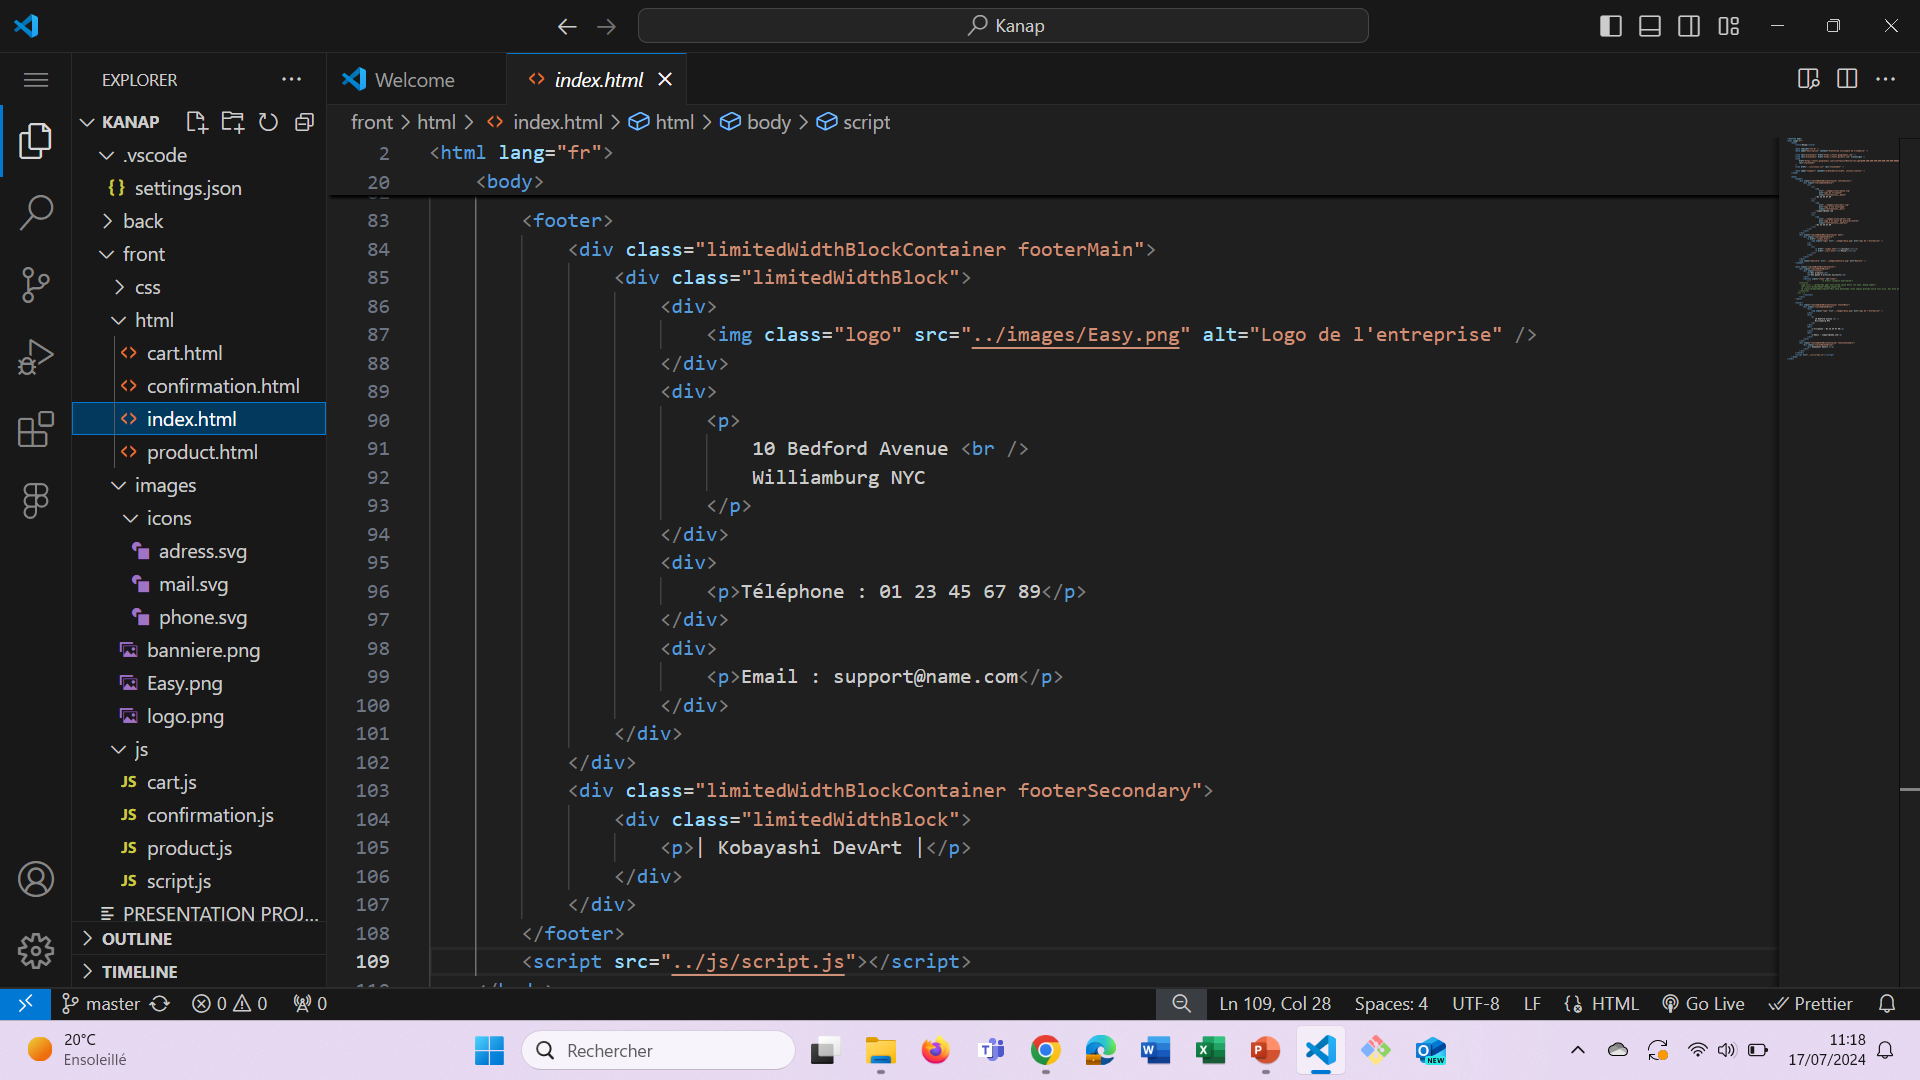 Kanap
EXPLORER
Welcome
index.html
KANAP
front > html > index.html > html > body > script
.vscode
settings.json
back
front
css
html
cart.html
confirmation.html
index.html
product.html
images
icons
adress.svg
mail.svg
phone.svg
banniere.png
Easy.png
logo.png
js
JS cart.js
JS confirmation.js
JS product.js
JS script.js
PRESENTATION PROJ...
OUTLINE
TIMELINE
2 <html lang="fr">
20 <body>
83 <footer>
84 <div class="limitedWidthBlockContainer footerMain">
85 <div class="limitedWidthBlock">
86 <div>
87 <img class="logo" src="../images/Easy.png" alt="Logo de l'entreprise" />
88 </div>
89 <div>
90 <p>
91 10 Bedford Avenue <br />
92 Williamburg NYC
93 </p>
94 </div>
95 <div>
96 <p>Téléphone : 01 23 45 67 89</p>
97 </div>
98 <div>
99 <p>Email : support@name.com</p>
100 </div>
101 </div>
102 </div>
103 <div class="limitedWidthBlockContainer footerSecondary">
104 <div class="limitedWidthBlock">
105 <p>| Kobayashi DevArt |</p>
106 </div>
107 </div>
108 </footer>
109 <script src="../js/script.js"></script>
master
0
0
0
Ln 109, Col 28
Spaces: 4
UTF-8
LF
HTML
Go Live
Prettier
20°C
Ensoleillé
Rechercher
NEW
11:18
17/07/2024